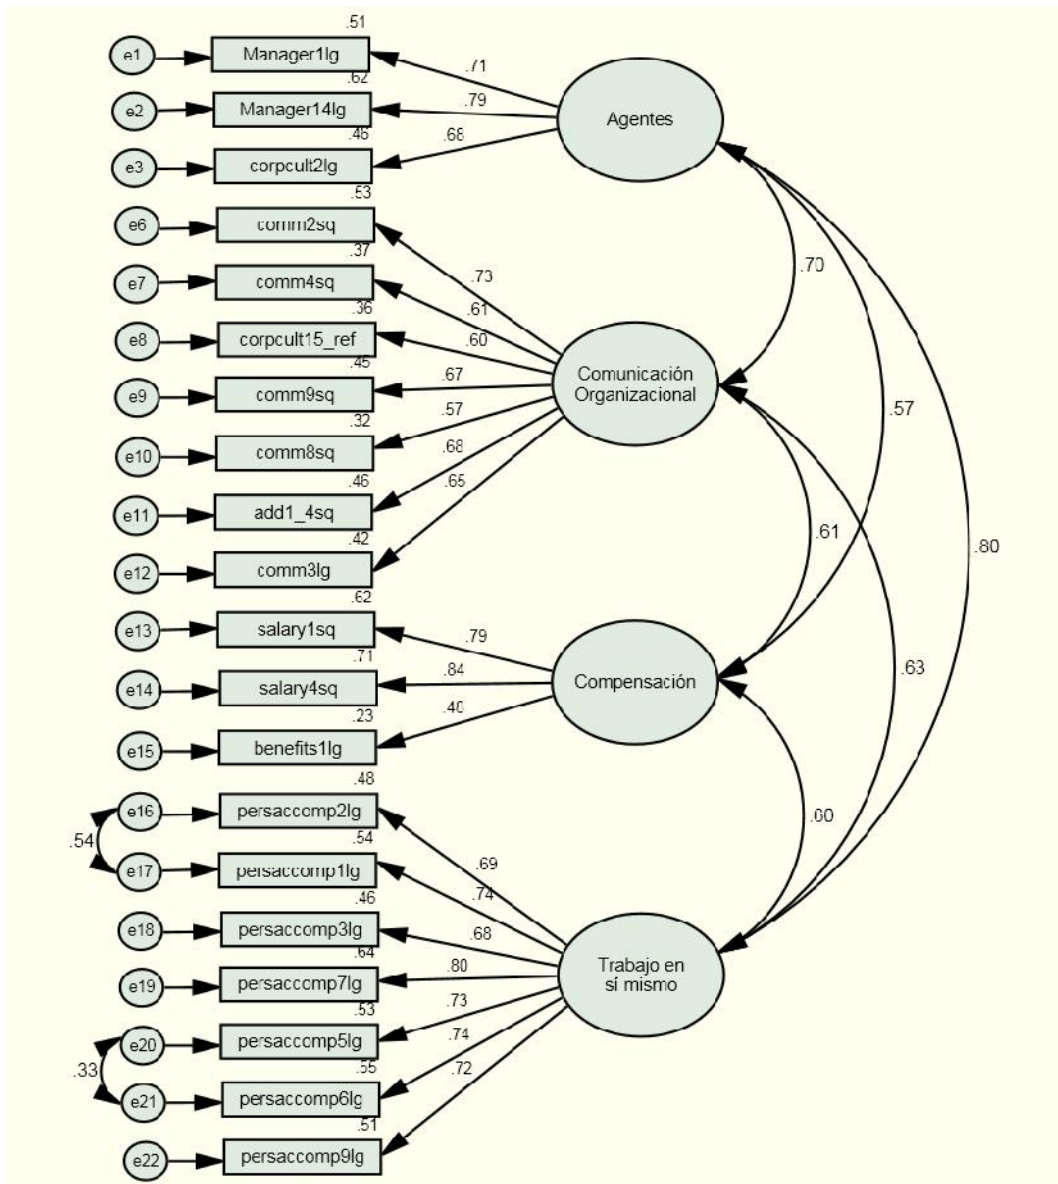 .51
e1
Manager1lg
.71
.62
e2
Manager14lg
.79
Agentes
.46
e3
corpcult2lg
.68
.53
e6
comm2sq
.73
.37
e7
comm4sq
.61
.70
.36
e8
corpcult15_ref
.60
.45
e9
comm9sq
.67
Comunicación
Organizacional
.57
.57
.32
e10
comm8sq
.68
.46
e11
add1_4sq
.65
.61
.42
e12
comm3lg
.80
.62
e13
salary1sq
.79
.71
e14
salary4sq
.84
Compensación
.63
.23
e15
benefits1lg
.48
e16
persaccomp2lg
.60
.54
.54
e17
persaccomp1lg
.69
.74
.46
e18
persaccomp3lg
.68
.64
e19
persaccomp7lg
.80
Trabajo en
sí mismo
.53
e20
persaccomp5lg
.73
.33
.55
e21
persaccomp6lg
.74
.72
.51
e22
persaccomp9lg